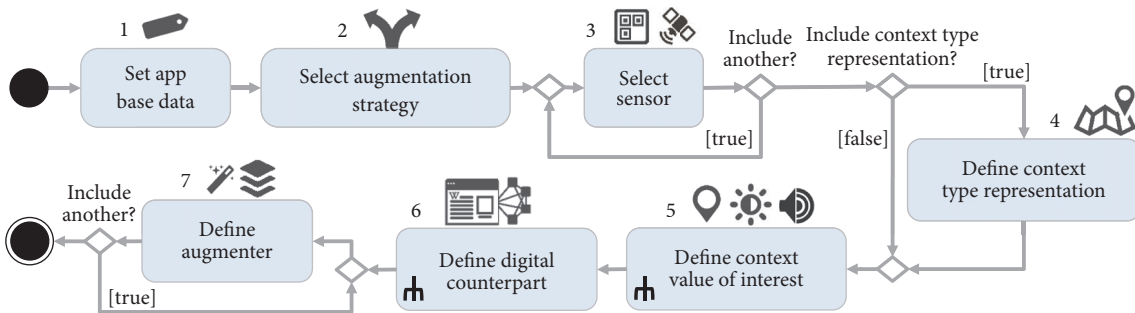 1
Set app
base data
2
Select augmentation
strategy
3
Select
sensor
Include
another?
[true]
Include context type
representation?
[true]
[false]
4
Define context
type representation
5
Define context
value of interest
6
W
Define digital
counterpart
7
Define
augmenter
Include
another?
[true]